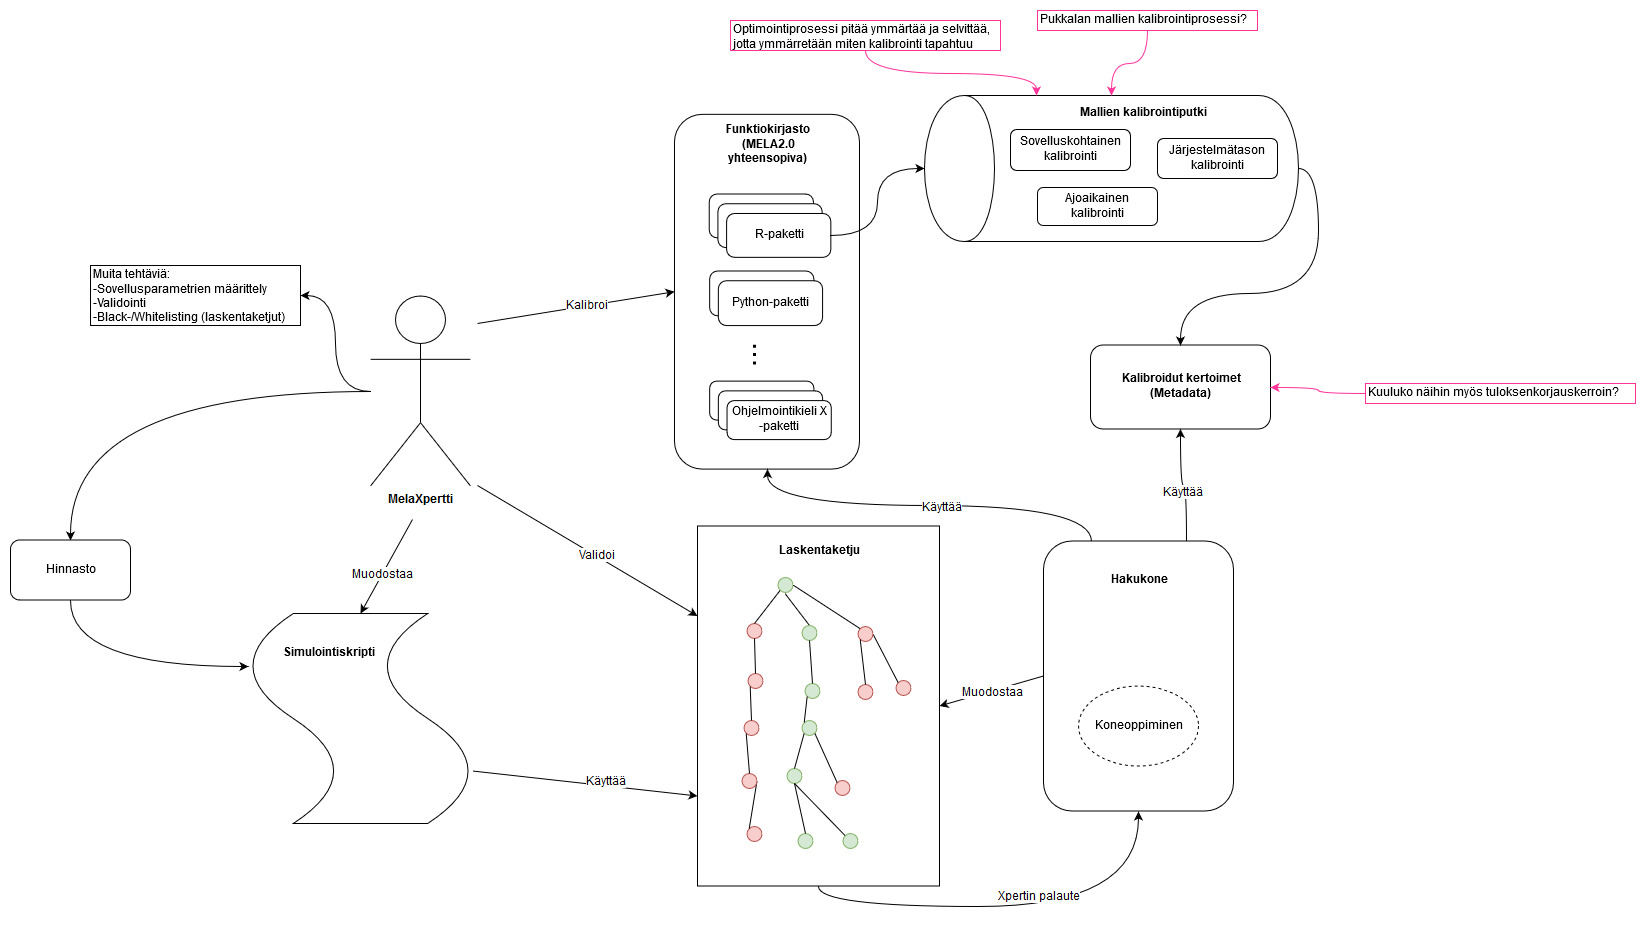 Optimointiprosessi pitää ymmärtää ja selvittää,
jotta ymmärretään miten kalibrointi tapahtuu
Pukkalan mallien kalibrointiprosessi?
Mallien kalibrointiputki
Sovelluskohtainen
kalibrointi
Järjestelmätason
kalibrointi
Ajoaikainen
kalibrointi
Funktiokirjasto
(MELA2.0
yhteensopiva)
R-paketti
Python-paketti
Ohjelmointikieli X
-paketti
Muita tehtäviä:
-Sovellusparametrien määrittely
-Validointi
-Black-/Whitelisting (laskentaketjut)
Kalibroi
Kalibroidut kertoimet
(Metadata)
Kuuluko näihin myös tuloksenkorjauskerroin?
MelaXpertti
Käyttää
Käyttää
Hinnasto
Muodostaa
Validoi
Laskentaketju
Hakukone
Simulointiskripti
Muodostaa
Koneoppiminen
Käyttää
Xpertin palaute